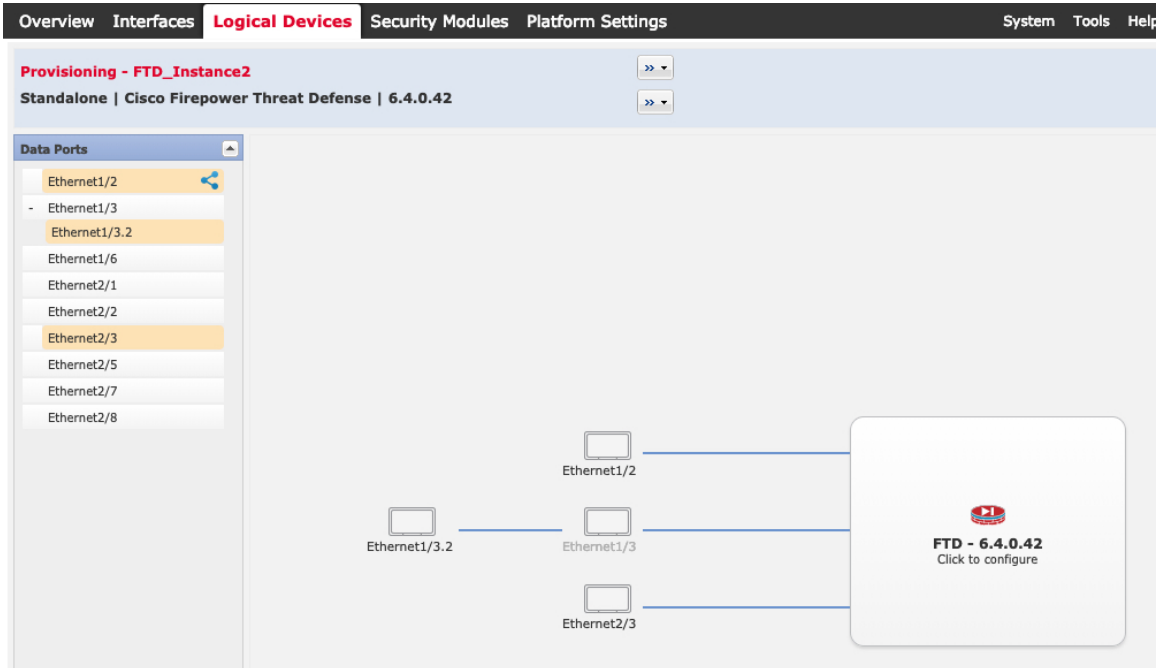 Overview Interfaces Logical Devices Security Modules Platform Settings System Tools Help
Provisioning - FTD_Instance2
Standalone | Cisco Firepower Threat Defense | 6.4.0.42
Data Ports
Ethernet1/2
- Ethernet1/3
Ethernet1/3.2
Ethernet1/6
Ethernet2/1
Ethernet2/2
Ethernet2/3
Ethernet2/5
Ethernet2/7
Ethernet2/8
Ethernet1/2
Ethernet1/3.2
Ethernet1/3
Ethernet2/3
FTD - 6.4.0.42
Click to configure